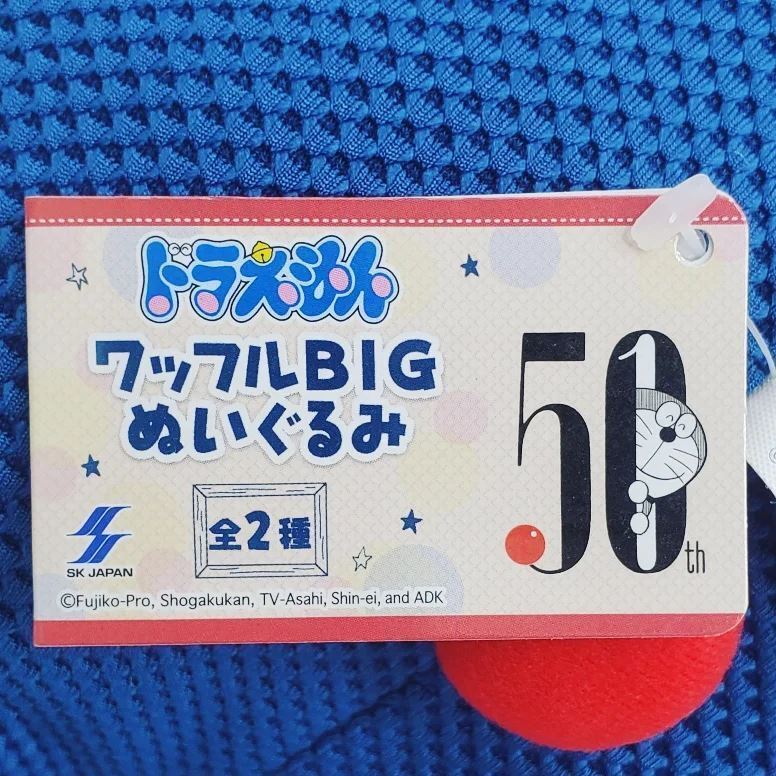 ドラえもん
ワッフルBIG
ぬいぐるみ
全2種
SK JAPAN
©Fujiko-Pro, Shogakukan, TV-Asahi, Shin-ei, and ADK
50th